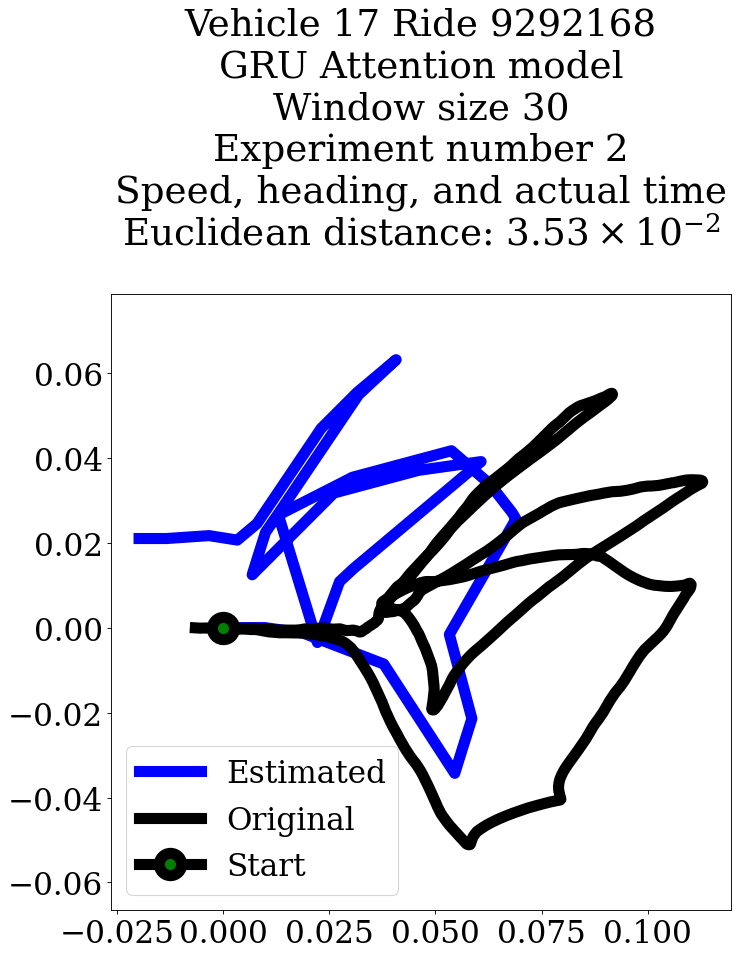 Vehicle 17 Ride 9292168
GRU Attention model
Window size 30
Experiment number 2
Speed, heading, and actual time
Euclidean distance: 3.53 × 10⁻²
0.06
0.04
0.02
0.00
−0.02
−0.04
−0.06
Estimated
Original
Start
−0.025 0.000 0.025 0.050 0.075 0.100